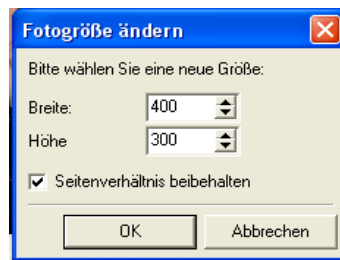 Fotogröße ändern
Bitte wählen Sie eine neue Größe:
Breite: 400
Höhe 300
Seitenverhältnis beibehalten
OK Abbrechen